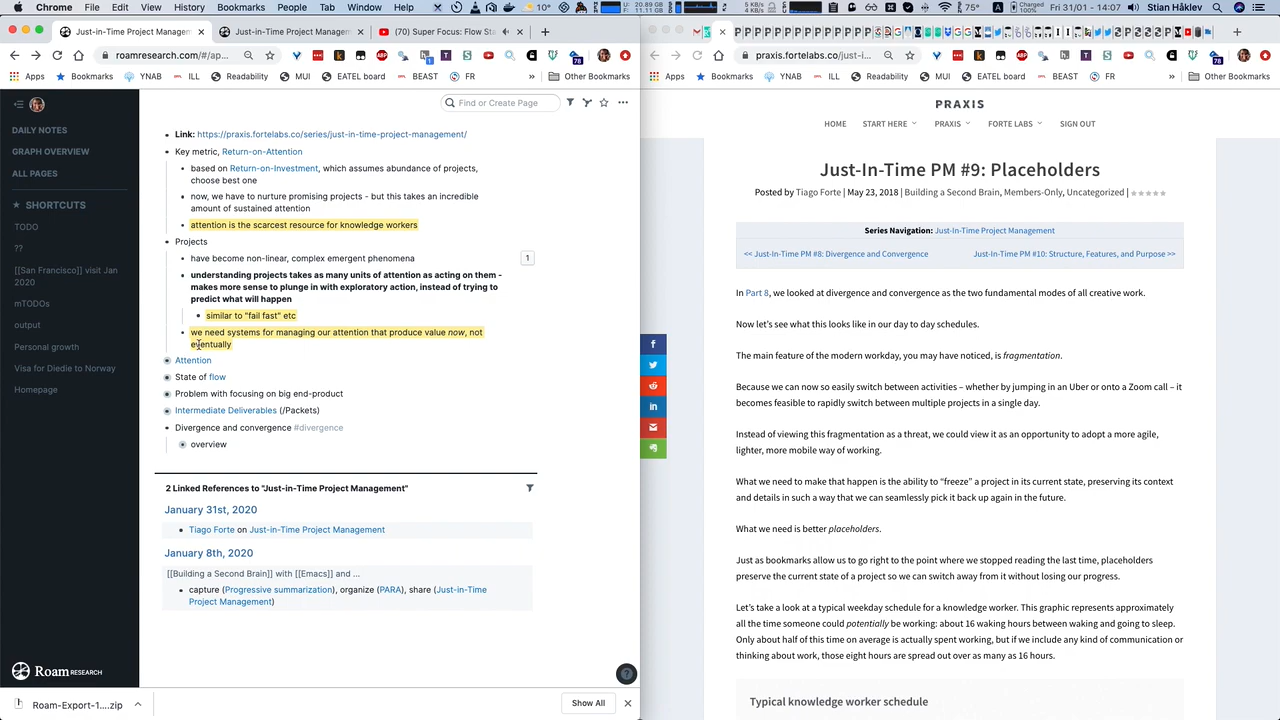 Chrome File Edit View History Bookmarks People Tab Window Help
10°
U: 20.89 GB
F: 11.11 GB
5 KB/s
4 KB/s
75°
Charged
100%
Fri 31/01 - 14:07 Stian Håklev
Just-in-Time Project Managemen
Just-in-Time Project Managemen
(70) Super Focus: Flow Sta
roamresearch.com/#/ap...
Apps Bookmarks YNAB ILL Readability MUI EATEL board BEAST FR » Other Bookmarks
DAILY NOTES
GRAPH OVERVIEW
ALL PAGES
★ SHORTCUTS
TODO
??
[[San Francisco]] visit Jan
2020
mTODOs
output
Personal growth
Visa for Diedie to Norway
Homepage
Roam RESEARCH
Find or Create Page
Link: https://praxis.fortelabs.co/series/just-in-time-project-management/
Key metric, Return-on-Attention
based on Return-on-Investment, which assumes abundance of projects,
choose best one
now, we have to nurture promising projects - but this takes an incredible
amount of sustained attention
attention is the scarcest resource for knowledge workers
Projects
have become non-linear, complex emergent phenomena
1
understanding projects takes as many units of attention as acting on them -
makes more sense to plunge in with exploratory action, instead of trying to
predict what will happen
similar to "fail fast" etc
we need systems for managing our attention that produce value now, not
eventually
Attention
State of flow
Problem with focusing on big end-product
Intermediate Deliverables (/Packets)
Divergence and convergence #divergence
overview
2 Linked References to "Just-in-Time Project Management"
January 31st, 2020
Tiago Forte on Just-in-Time Project Management
January 8th, 2020
[[Building a Second Brain]] with [[Emacs]] and ...
capture (Progressive summarization), organize (PARA), share (Just-in-Time
Project Management)
?
Roam-Export-1....zip
Show All
praxis.fortelabs.co/just-i...
Apps Bookmarks YNAB ILL Readability MUI EATEL board BEAST FR » Other Bookmarks
PRAXIS
HOME START HERE PRAXIS FORTE LABS SIGN OUT
Just-In-Time PM #9: Placeholders
Posted by Tiago Forte | May 23, 2018 | Building a Second Brain, Members-Only, Uncategorized |
Series Navigation: Just-In-Time Project Management
<< Just-In-Time PM #8: Divergence and Convergence
Just-In-Time PM #10: Structure, Features, and Purpose >>
In Part 8, we looked at divergence and convergence as the two fundamental modes of all creative work.
Now let's see what this looks like in our day to day schedules.
The main feature of the modern workday, you may have noticed, is fragmentation.
Because we can now so easily switch between activities – whether by jumping in an Uber or onto a Zoom call – it
becomes feasible to rapidly switch between multiple projects in a single day.
Instead of viewing this fragmentation as a threat, we could view it as an opportunity to adopt a more agile,
lighter, more mobile way of working.
What we need to make that happen is the ability to “freeze” a project in its current state, preserving its context
and details in such a way that we can seamlessly pick it back up again in the future.
What we need is better placeholders.
Just as bookmarks allow us to go right to the point where we stopped reading the last time, placeholders
preserve the current state of a project so we can switch away from it without losing our progress.
Let's take a look at a typical weekday schedule for a knowledge worker. This graphic represents approximately
all the time someone could potentially be working: about 16 waking hours between waking and going to sleep.
Only about half of this time on average is actually spent working, but if we include any kind of communication or
thinking about work, those eight hours are spread out over as many as 16 hours.
Typical knowledge worker schedule